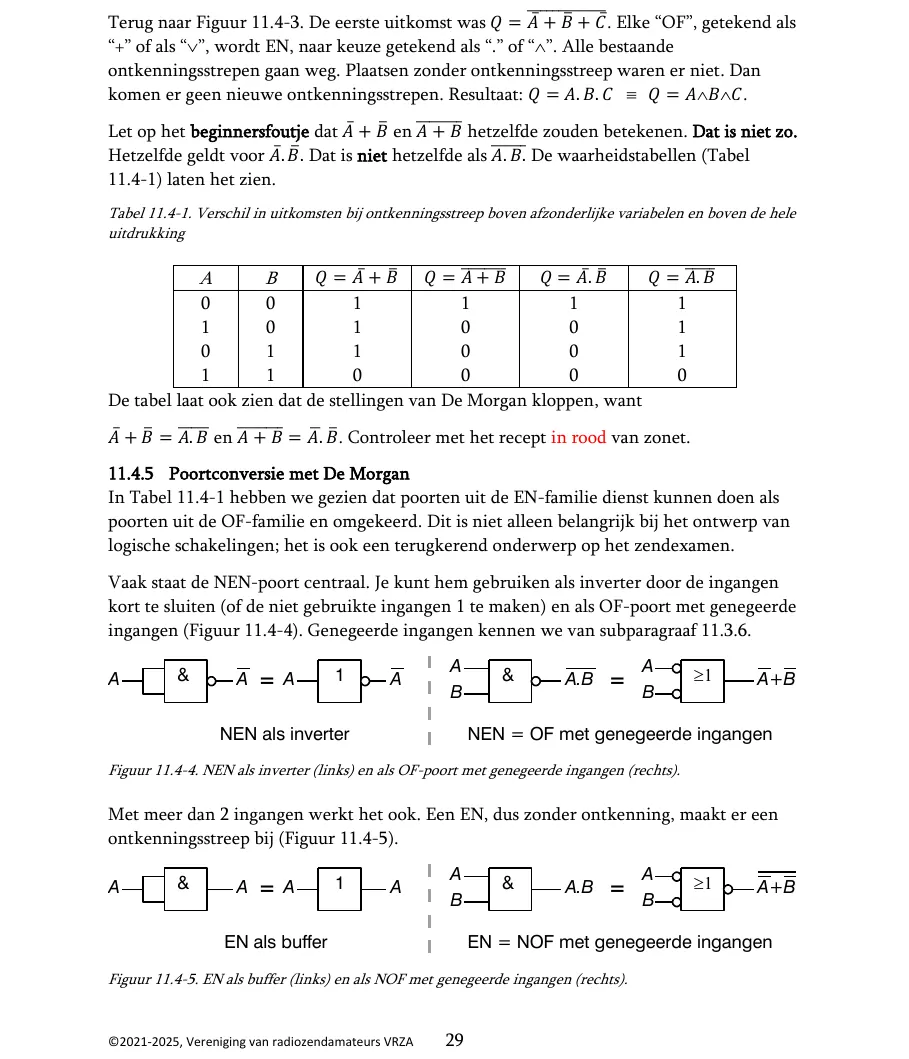 Terug naar Figuur 11.4-3. De eerste uitkomst was Q = \overline{A̅ + B̅ + C̅}. Elke “OF”, getekend als
“+” of als “∨”, wordt EN, naar keuze getekend als “.” of “∧”. Alle bestaande
ontkenningsstrepen gaan weg. Plaatsen zonder ontkenningsstreep waren er niet. Dan
komen er geen nieuwe ontkenningsstrepen. Resultaat: Q = A. B. C ≡ Q = A∧B∧C.
Let op het beginnersfoutje dat A̅ + B̅ en \overline{A + B} hetzelfde zouden betekenen. Dat is niet zo.
Hetzelfde geldt voor A̅. B̅. Dat is niet hetzelfde als \overline{A. B}. De waarheidstabellen (Tabel
11.4-1) laten het zien.
Tabel 11.4-1. Verschil in uitkomsten bij ontkenningsstreep boven afzonderlijke variabelen en boven de hele
uitdrukking
A B Q = A̅ + B̅ Q = \overline{A + B} Q = A̅. B̅ Q = \overline{A. B}
0 0 1 1 1 1
1 0 1 0 0 1
0 1 1 0 0 1
1 1 0 0 0 0
De tabel laat ook zien dat de stellingen van De Morgan kloppen, want
A̅ + B̅ = \overline{A. B} en \overline{A + B} = A̅. B̅. Controleer met het recept in rood van zonet.
11.4.5 Poortconversie met De Morgan
In Tabel 11.4-1 hebben we gezien dat poorten uit de EN-familie dienst kunnen doen als
poorten uit de OF-familie en omgekeerd. Dit is niet alleen belangrijk bij het ontwerp van
logische schakelingen; het is ook een terugkerend onderwerp op het zendexamen.
Vaak staat de NEN-poort centraal. Je kunt hem gebruiken als inverter door de ingangen
kort te sluiten (of de niet gebruikte ingangen 1 te maken) en als OF-poort met genegeerde
ingangen (Figuur 11.4-4). Genegeerde ingangen kennen we van subparagraaf 11.3.6.
A & A̅ = A 1 A̅
A B & \overline{A.B} = A B ≥1 A̅+B̅
NEN als inverter
NEN = OF met genegeerde ingangen
Figuur 11.4-4. NEN als inverter (links) en als OF-poort met genegeerde ingangen (rechts).
Met meer dan 2 ingangen werkt het ook. Een EN, dus zonder ontkenning, maakt er een
ontkenningsstreep bij (Figuur 11.4-5).
A & A = A 1 A
A B & A.B = A B ≥1 \overline{A̅+B̅}
EN als buffer
EN = NOF met genegeerde ingangen
Figuur 11.4-5. EN als buffer (links) en als NOF met genegeerde ingangen (rechts).
©2021-2025, Vereniging van radiozendamateurs VRZA 29